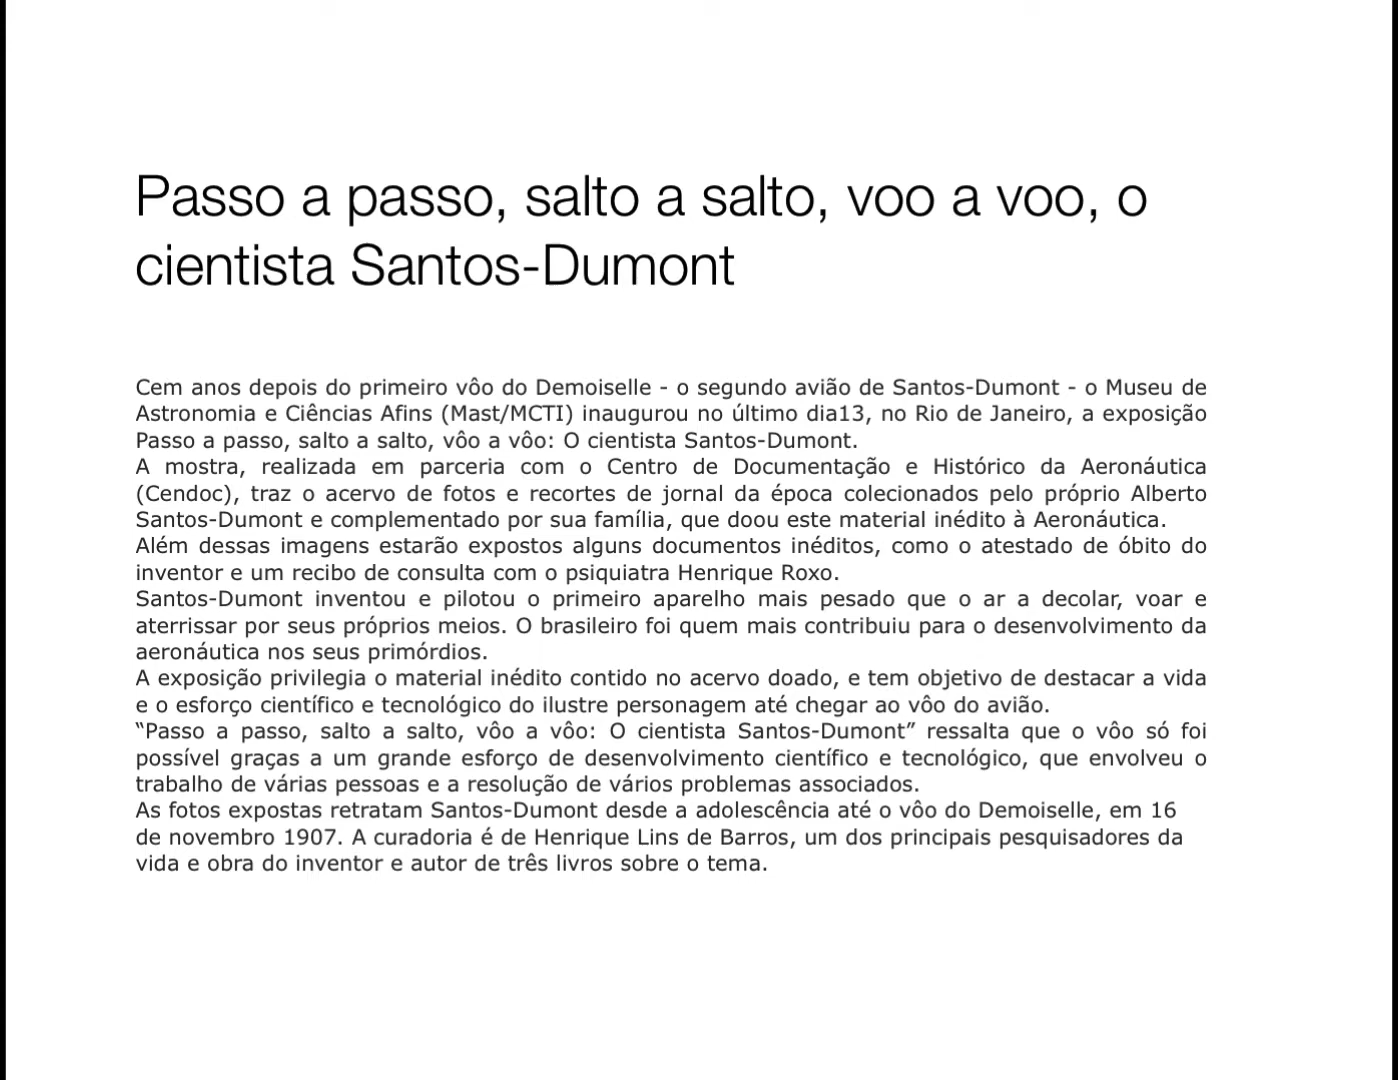 Passo a passo, salto a salto, voo a voo, o
cientista Santos-Dumont
Cem anos depois do primeiro vôo do Demoiselle - o segundo avião de Santos-Dumont - o Museu de
Astronomia e Ciências Afins (Mast/MCTI) inaugurou no último dia13, no Rio de Janeiro, a exposição
Passo a passo, salto a salto, vôo a vôo: O cientista Santos-Dumont.
A mostra, realizada em parceria com o Centro de Documentação e Histórico da Aeronáutica
(Cendoc), traz o acervo de fotos e recortes de jornal da época colecionados pelo próprio Alberto
Santos-Dumont e complementado por sua família, que doou este material inédito à Aeronáutica.
Além dessas imagens estarão expostos alguns documentos inéditos, como o atestado de óbito do
inventor e um recibo de consulta com o psiquiatra Henrique Roxo.
Santos-Dumont inventou e pilotou o primeiro aparelho mais pesado que o ar a decolar, voar e
aterrissar por seus próprios meios. O brasileiro foi quem mais contribuiu para o desenvolvimento da
aeronáutica nos seus primórdios.
A exposição privilegia o material inédito contido no acervo doado, e tem objetivo de destacar a vida
e o esforço científico e tecnológico do ilustre personagem até chegar ao vôo do avião.
“Passo a passo, salto a salto, vôo a vôo: O cientista Santos-Dumont” ressalta que o vôo só foi
possível graças a um grande esforço de desenvolvimento científico e tecnológico, que envolveu o
trabalho de várias pessoas e a resolução de vários problemas associados.
As fotos expostas retratam Santos-Dumont desde a adolescência até o vôo do Demoiselle, em 16
de novembro 1907. A curadoria é de Henrique Lins de Barros, um dos principais pesquisadores da
vida e obra do inventor e autor de três livros sobre o tema.